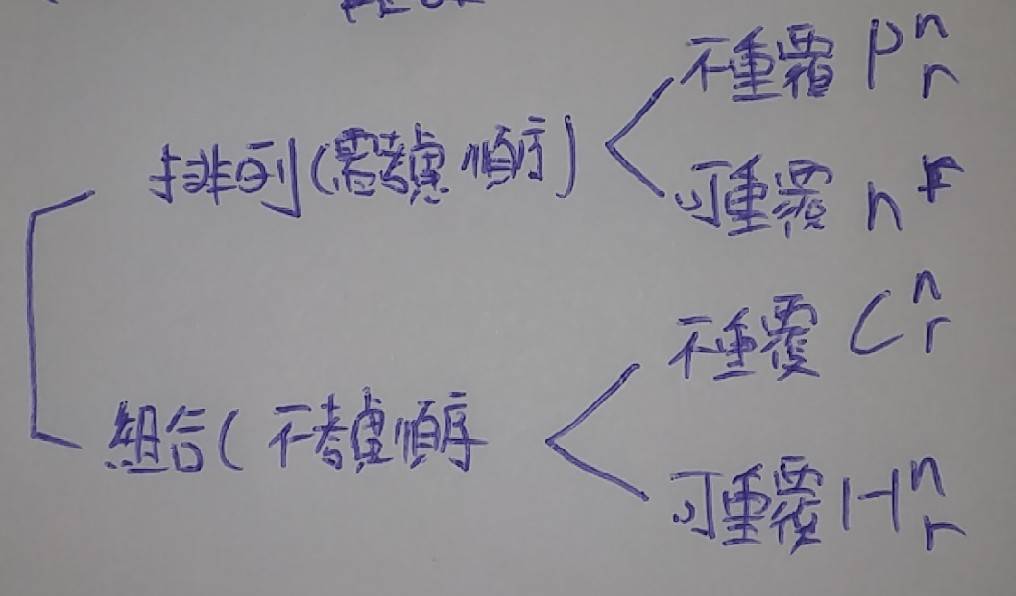 不重覆 P^n_r
排列(需考慮順序)
可重覆 n^r
不重覆 C^n_r
組合(不考慮順序
可重覆 H^n_r